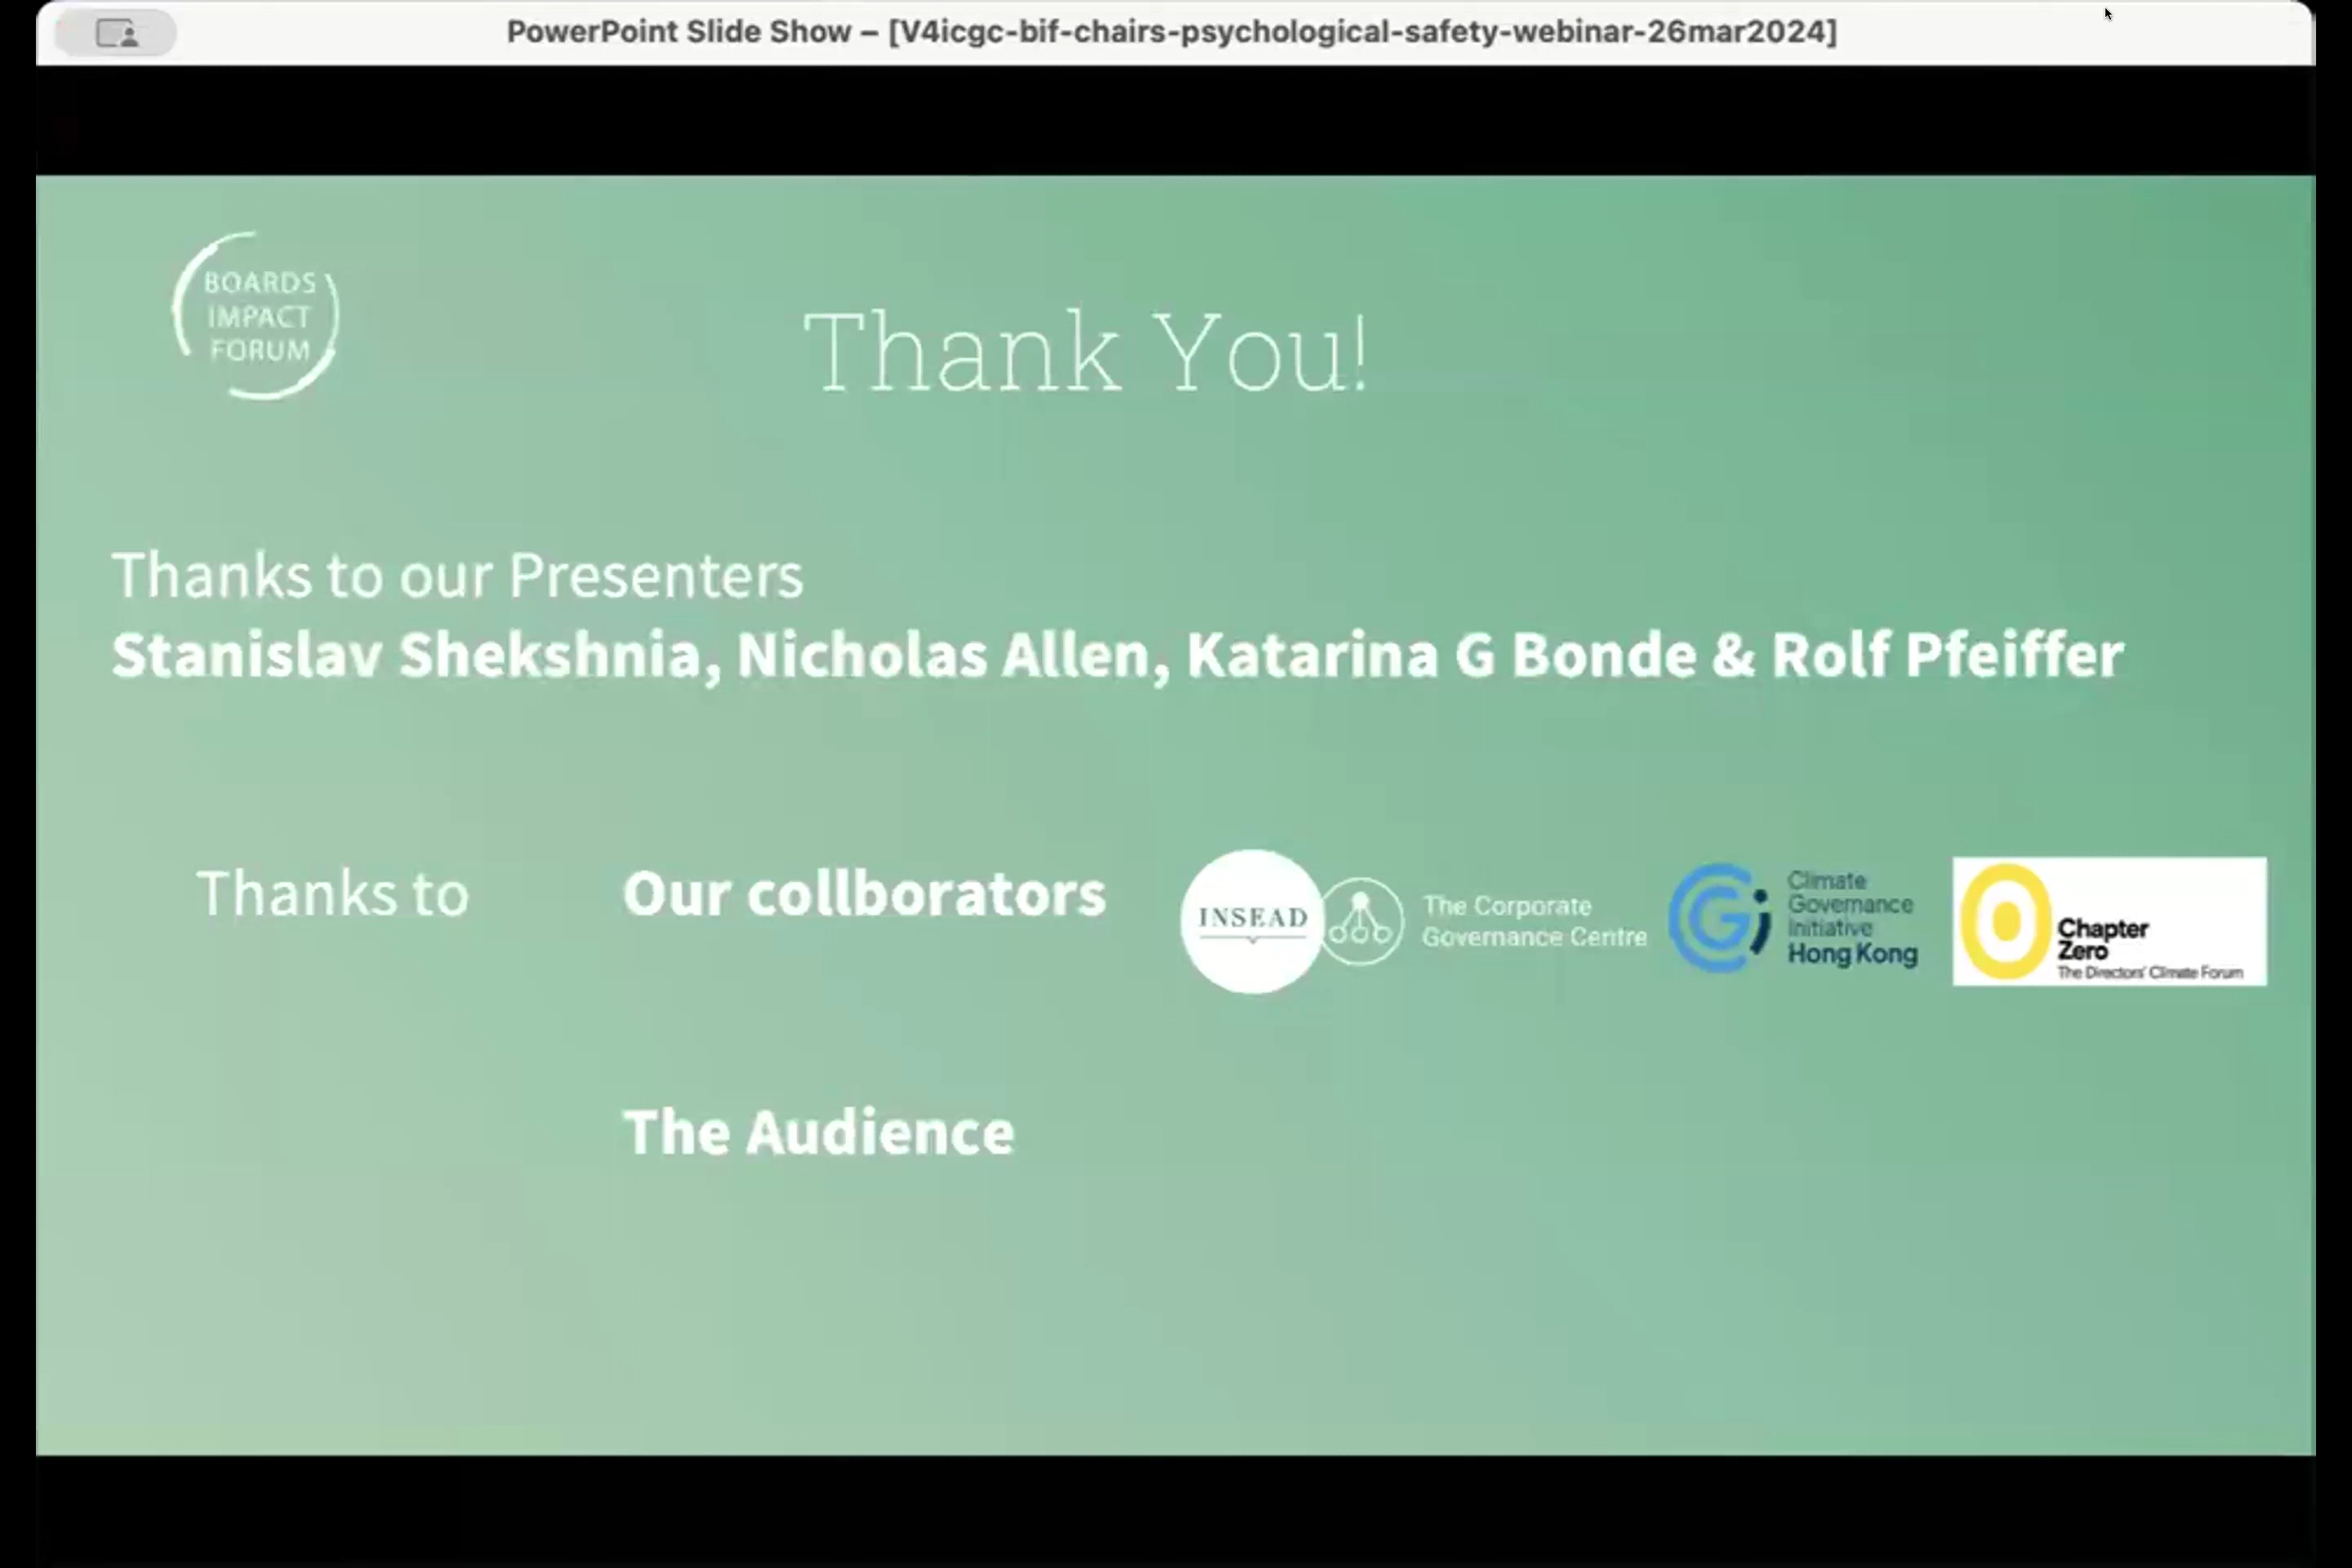 PowerPoint Slide Show – [V4icgc-bif-chairs-psychological-safety-webinar-26mar2024]
BOARDS
IMPACT
FORUM
Thank You!
Thanks to our Presenters
Stanislav Shekshnia, Nicholas Allen, Katarina G Bonde & Rolf Pfeiffer
Thanks to
Our collborators
INSEAD
The Corporate
Governance Centre
Climate
Governance
Initiative
Hong Kong
Chapter
Zero
The Directors' Climate Forum
The Audience